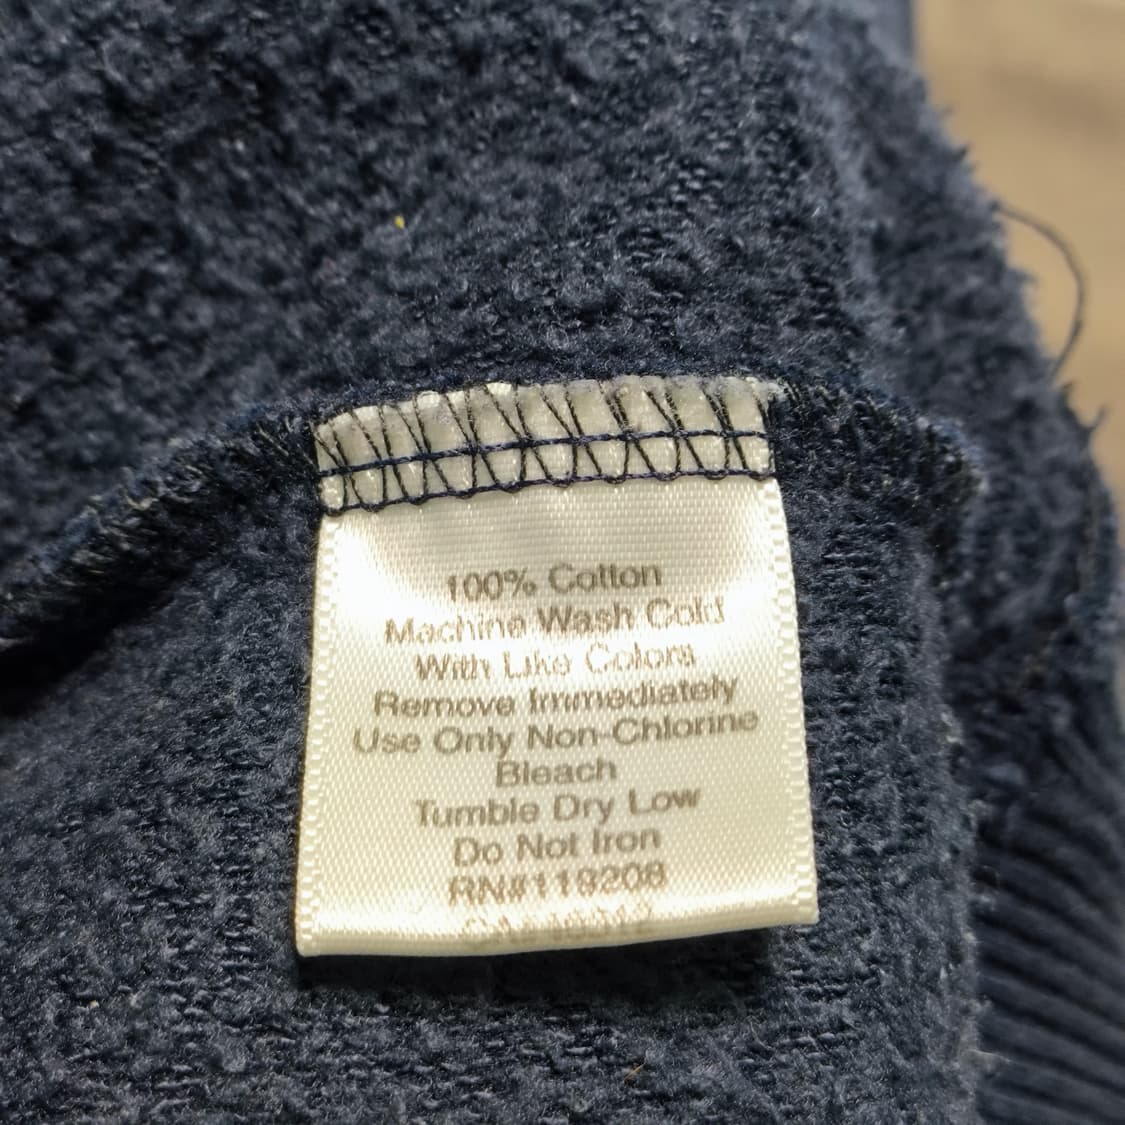 100% Cotton
Machine Wash Cold
With Like Colors
Remove Immediately
Use Only Non-Chlorine
Bleach
Tumble Dry Low
Do Not Iron
RN#119208